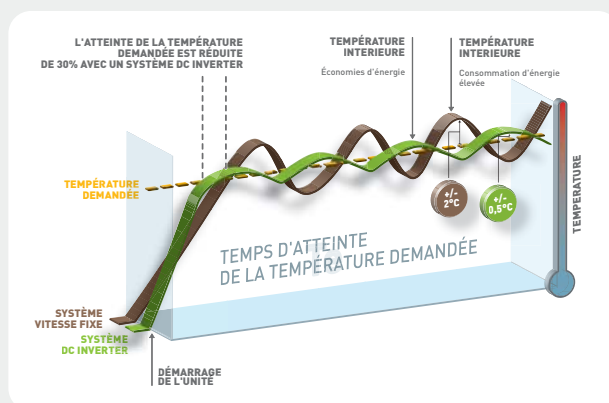 L'ATTEINTE DE LA TEMPÉRATURE
DEMANDÉE EST RÉDUITE
DE 30% AVEC UN SYSTÈME DC INVERTER
TEMPÉRATURE
INTERIEURE
Économies d'énergie
TEMPÉRATURE
INTERIEURE
Consommation d'énergie
élevée
TEMPÉRATURE
DEMANDÉE
+/-
2°C
+/-
0,5°C
TEMPERATURE
TEMPS D'ATTEINTE
DE LA TEMPÉRATURE DEMANDÉE
SYSTÈME
VITESSE FIXE
SYSTÈME
DC INVERTER
DÉMARRAGE
DE L'UNITÉ